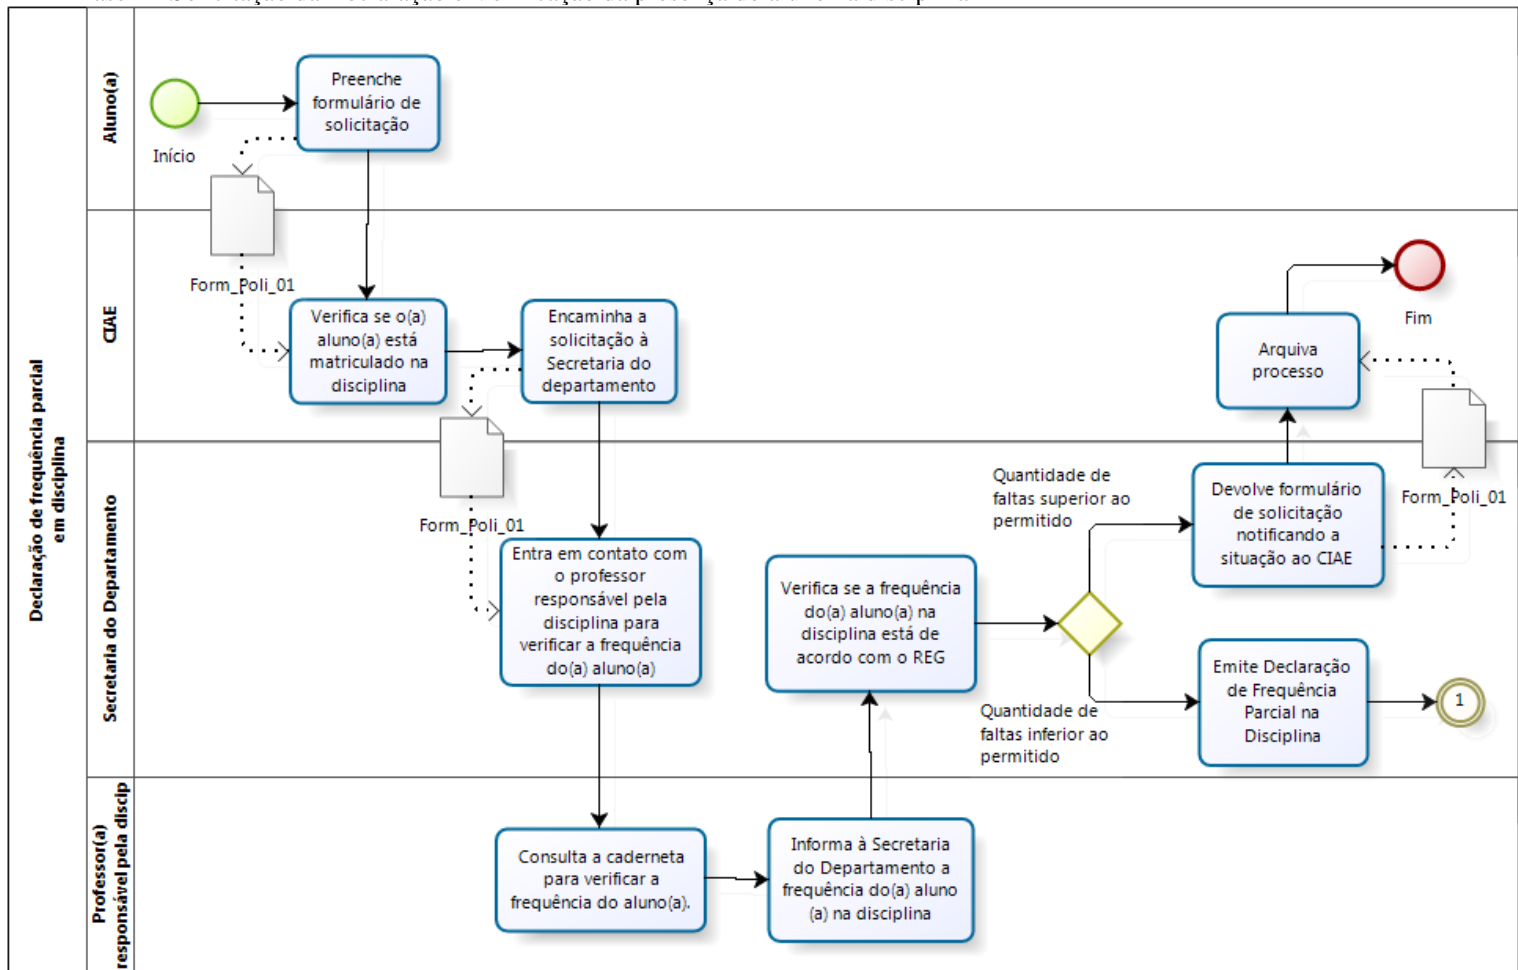 Declaração de frequência parcial
em disciplina
Aluno(a)
Início
Preenche
formulário de
solicitação
Form_Poli_01
CIAE
Verifica se o(a)
aluno(a) está
matriculado na
disciplina
Encaminha a
solicitação à
Secretaria do
departamento
Form_Poli_01
Arquiva
processo
Fim
Form_Poli_01
Secretaria do Departamento
Entra em contato com
o professor
responsável pela
disciplina para
verificar a frequência
do(a) aluno(a)
Verifica se a frequência
do(a) aluno(a) na
disciplina está de
acordo com o REG
Quantidade de
faltas superior ao
permitido
Devolve formulário
de solicitação
notificando a
situação ao CIAE
Quantidade de
faltas inferior ao
permitido
Emite Declaração
de Frequência
Parcial na
Disciplina
1
Professor(a)
responsável pela discip
Consulta a caderneta
para verificar a
frequência do aluno(a).
Informa à Secretaria
do Departamento a
frequência do(a) aluno
(a) na disciplina